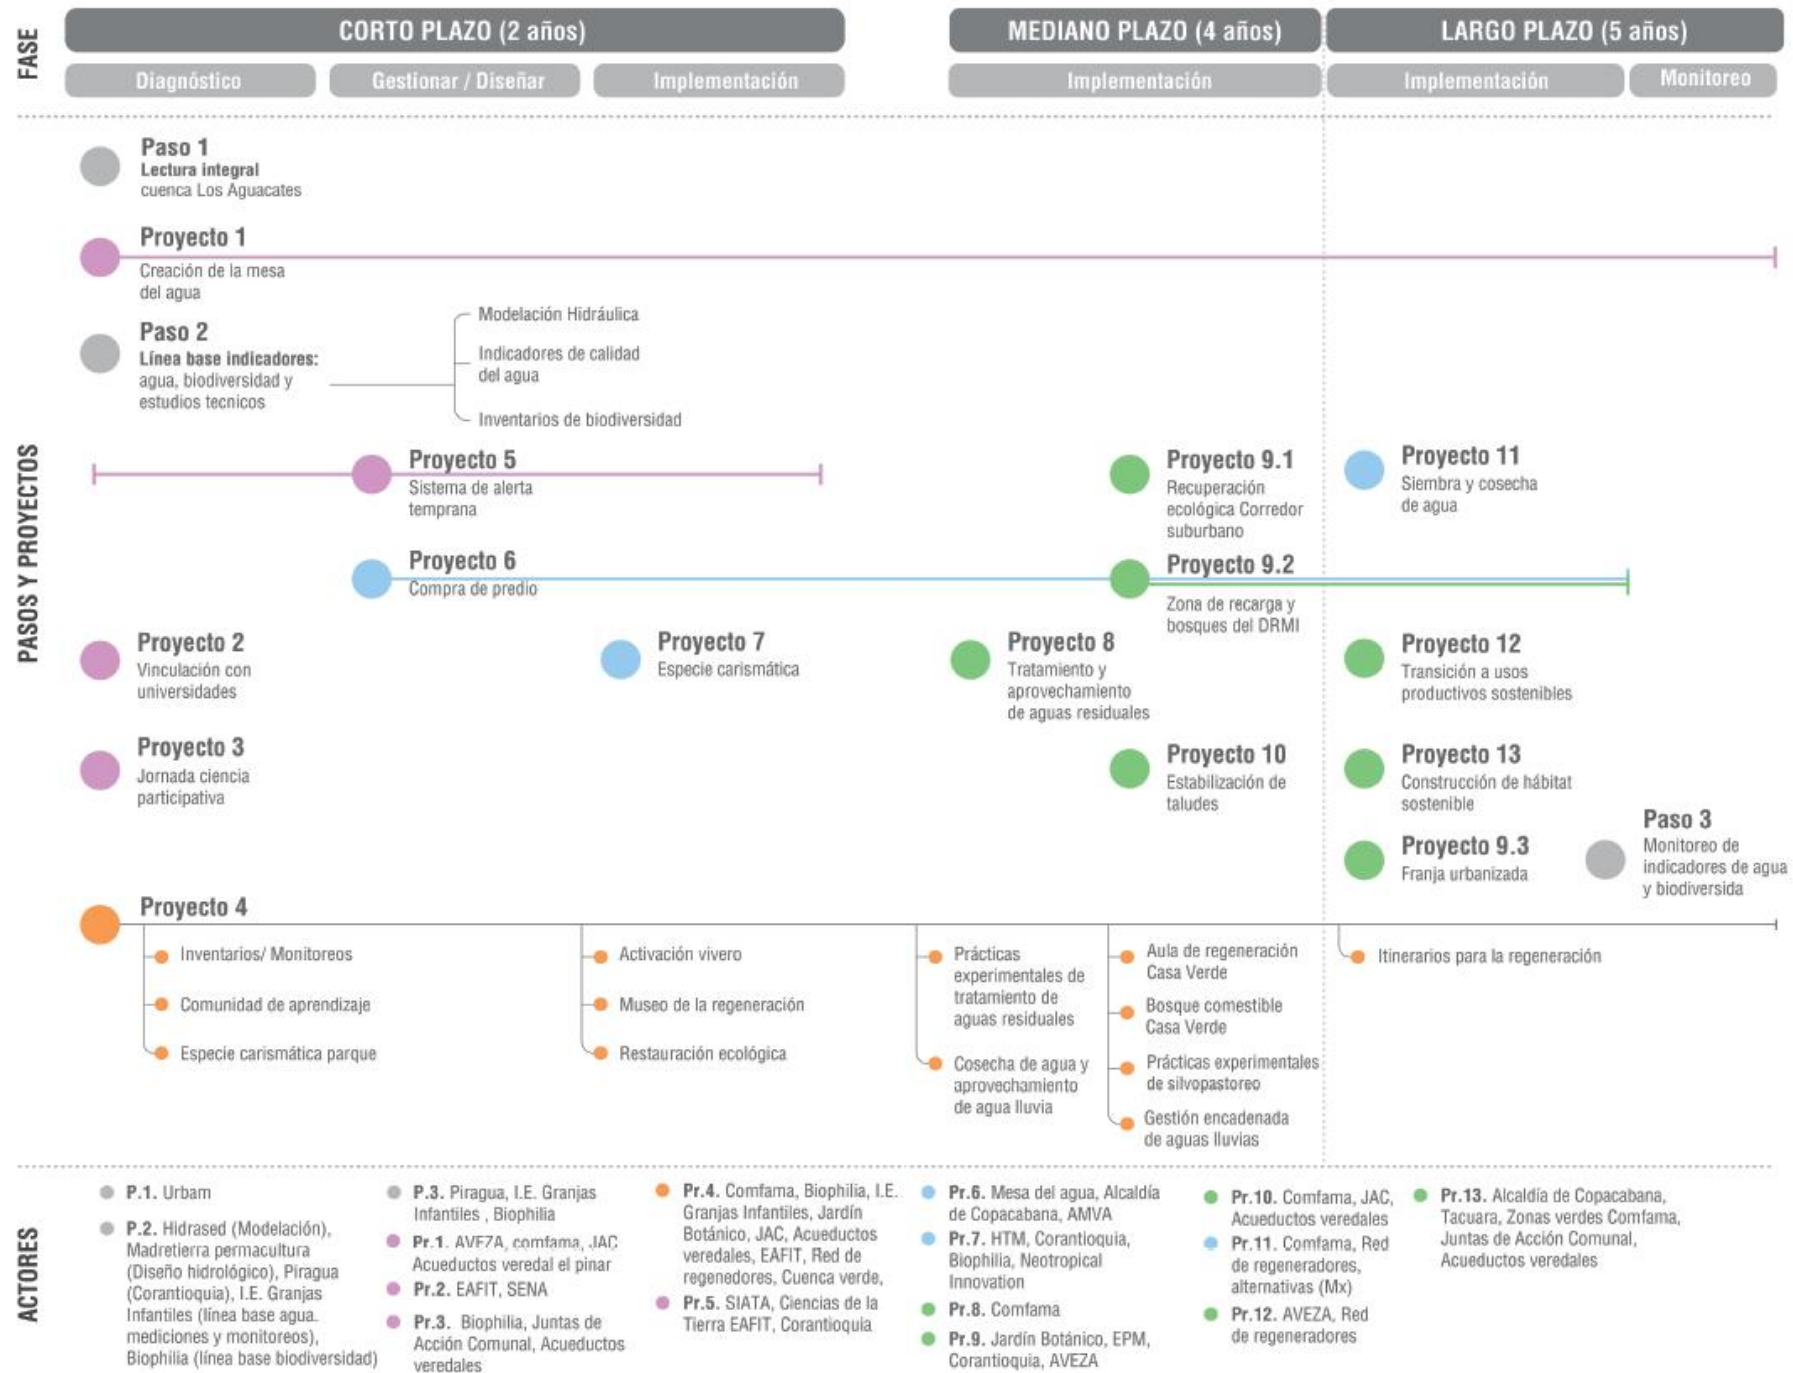 FASE
CORTO PLAZO (2 años)
MEDIANO PLAZO (4 años)
LARGO PLAZO (5 años)
Diagnóstico
Gestionar / Diseñar
Implementación
Implementación
Implementación
Monitoreo
PASOS Y PROYECTOS
Paso 1
Lectura integral
cuenca Los Aguacates
Proyecto 1
Creación de la mesa
del agua
Paso 2
Línea base indicadores:
agua, biodiversidad y
estudios tecnicos
Modelación Hidráulica
Indicadores de calidad
del agua
Inventarios de biodiversidad
Proyecto 5
Sistema de alerta
temprana
Proyecto 9.1
Recuperación
ecológica Corredor
suburbano
Proyecto 11
Siembra y cosecha
de agua
Proyecto 6
Compra de predio
Proyecto 9.2
Zona de recarga y
bosques del DRMI
Proyecto 2
Vinculación con
universidades
Proyecto 7
Especie carismática
Proyecto 8
Tratamiento y
aprovechamiento
de aguas residuales
Proyecto 12
Transición a usos
productivos sostenibles
Proyecto 3
Jornada ciencia
participativa
Proyecto 10
Estabilización de
taludes
Proyecto 13
Construcción de hábitat
sostenible
Proyecto 9.3
Franja urbanizada
Paso 3
Monitoreo de
indicadores de agua
y biodiversida
Proyecto 4
Inventarios/ Monitoreos
Comunidad de aprendizaje
Especie carismática parque
Activación vivero
Museo de la regeneración
Restauración ecológica
Prácticas
experimentales de
tratamiento de
aguas residuales
Cosecha de agua y
aprovechamiento
de agua lluvia
Aula de regeneración
Casa Verde
Bosque comestible
Casa Verde
Prácticas experimentales
de silvopastoreo
Gestión encadenada
de aguas lluvias
Itinerarios para la regeneración
ACTORES
P.1. Urbam
P.2. Hidrased (Modelación),
Madretierra permacultura
(Diseño hidrológico), Piragua
(Corantioquia), I.E. Granjas
Infantiles (línea base agua.
mediciones y monitoreos),
Biophilia (línea base biodiversidad)
P.3. Piragua, I.E. Granjas
Infantiles , Biophilia
Pr.1. AVEZA, comfama, JAC
Acueductos veredal el pinar
Pr.2. EAFIT, SENA
Pr.3. Biophilia, Juntas de
Acción Comunal, Acueductos
veredales
Pr.4. Comfama, Biophilia, I.E.
Granjas Infantiles, Jardín
Botánico, JAC, Acueductos
veredales, EAFIT, Red de
regenedores, Cuenca verde,
Pr.5. SIATA, Ciencias de la
Tierra EAFIT, Corantioquia
Pr.6. Mesa del agua, Alcaldía
de Copacabana, AMVA
Pr.7. HTM, Corantioquia,
Biophilia, Neotropical
Innovation
Pr.8. Comfama
Pr.9. Jardín Botánico, EPM,
Corantioquia, AVEZA
Pr.10. Comfama, JAC,
Acueductos veredales
Pr.11. Comfama, Red
de regeneradores,
alternativas (Mx)
Pr.12. AVEZA, Red
de regeneradores
Pr.13. Alcaldía de Copacabana,
Tacuara, Zonas verdes Comfama,
Juntas de Acción Comunal,
Acueductos veredales